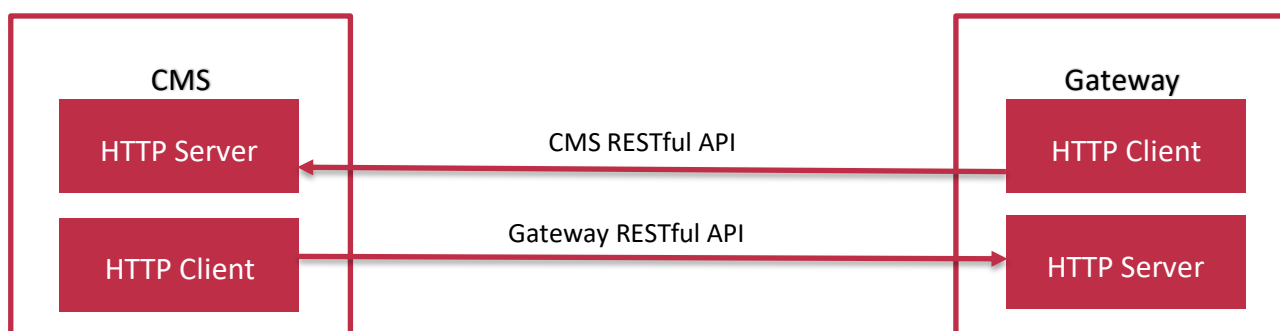 CMS
Gateway
HTTP Server
CMS RESTful API
HTTP Client
HTTP Client
Gateway RESTful API
HTTP Server